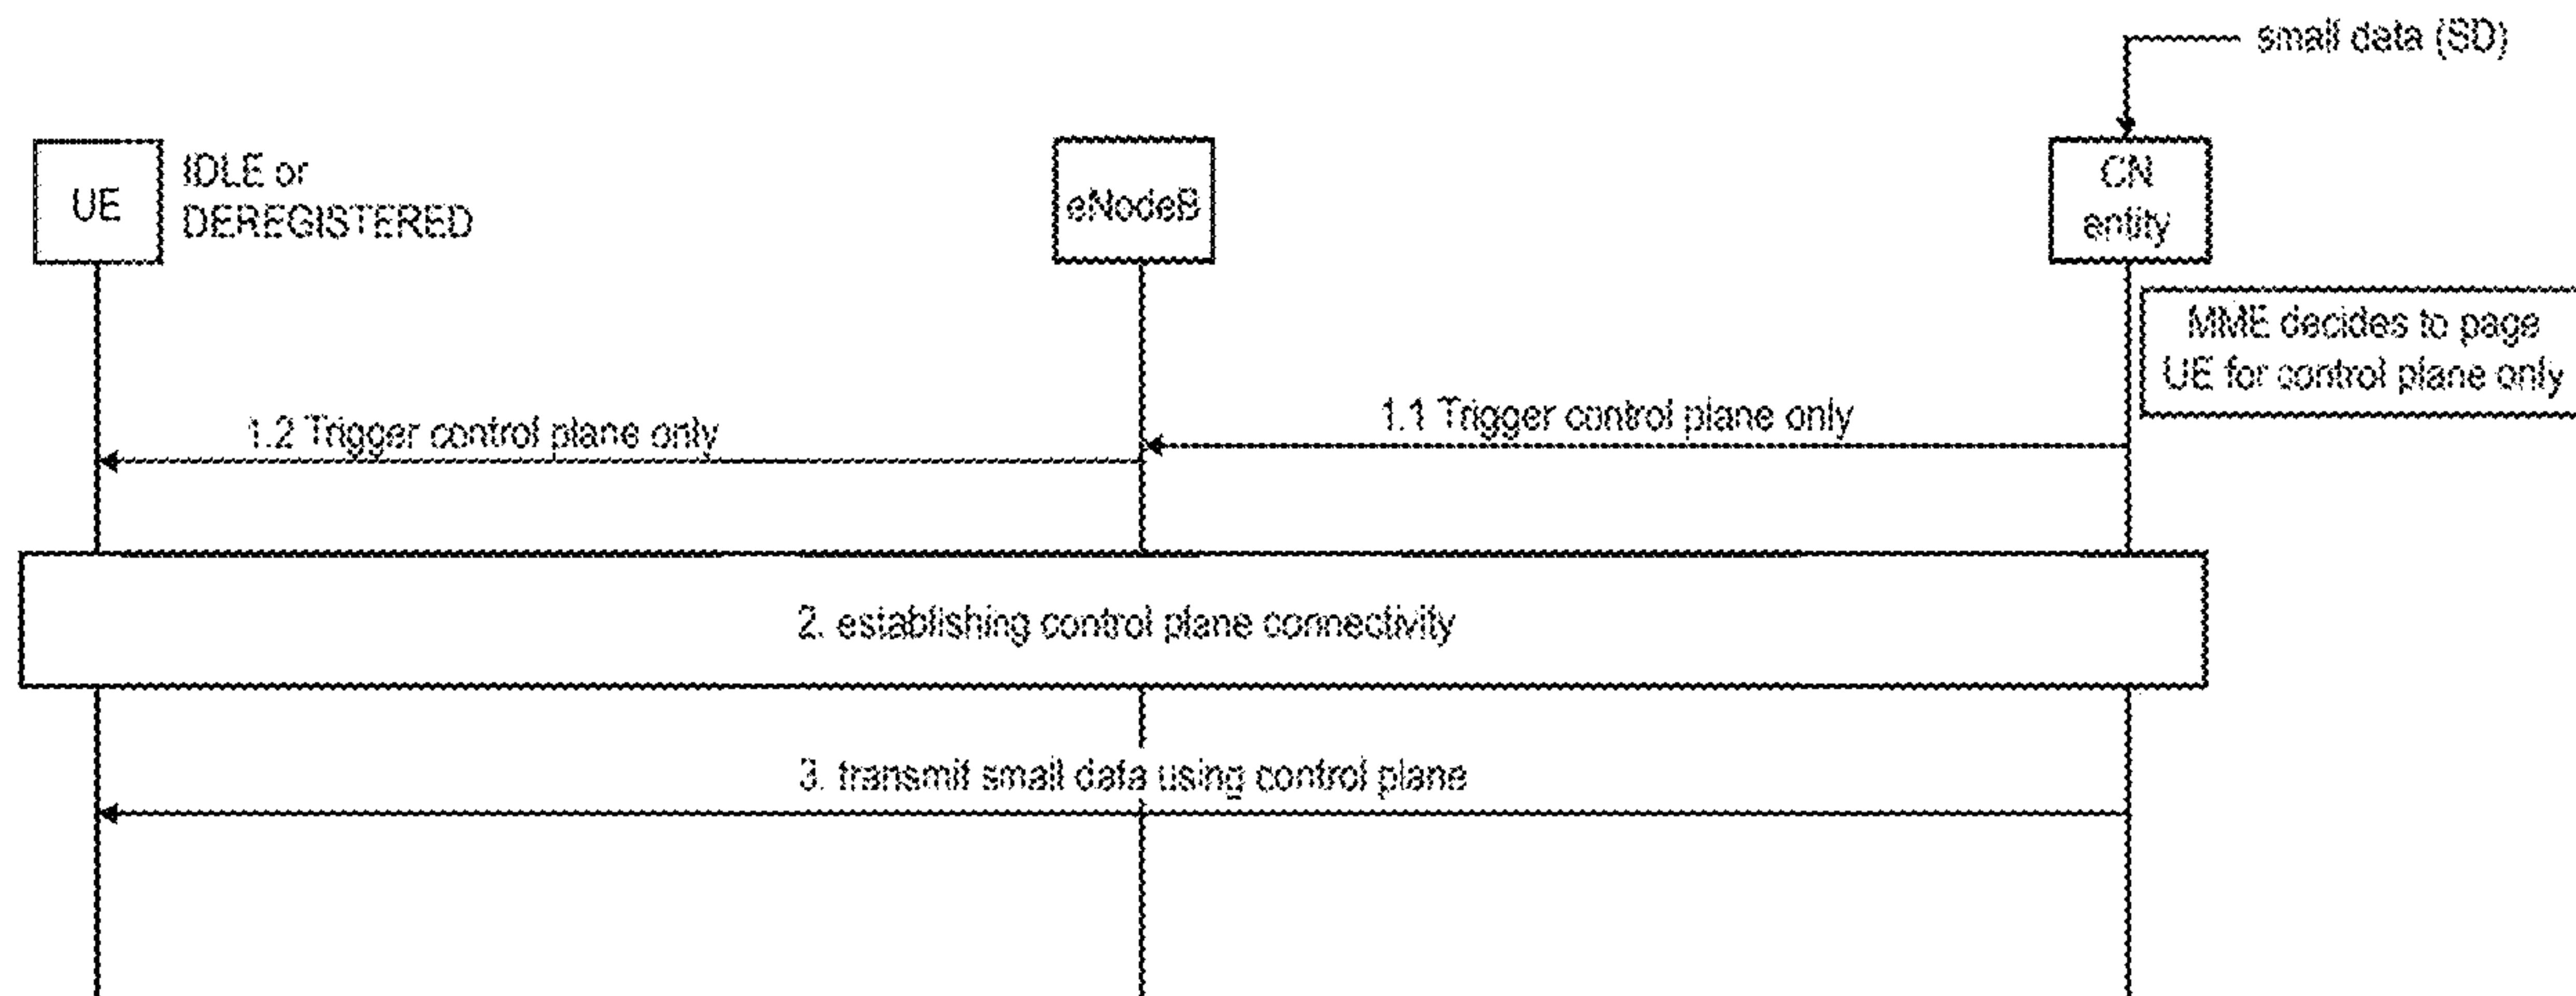 small data (SD)
UE
IDLE or
DEREGISTERED
eNodeB
CN
entity
MME decides to page
UE for control plane only
1.1 Trigger control plane only
1.2 Trigger control plane only
2. establishing control plane connectivity
3. transmit small data using control plane